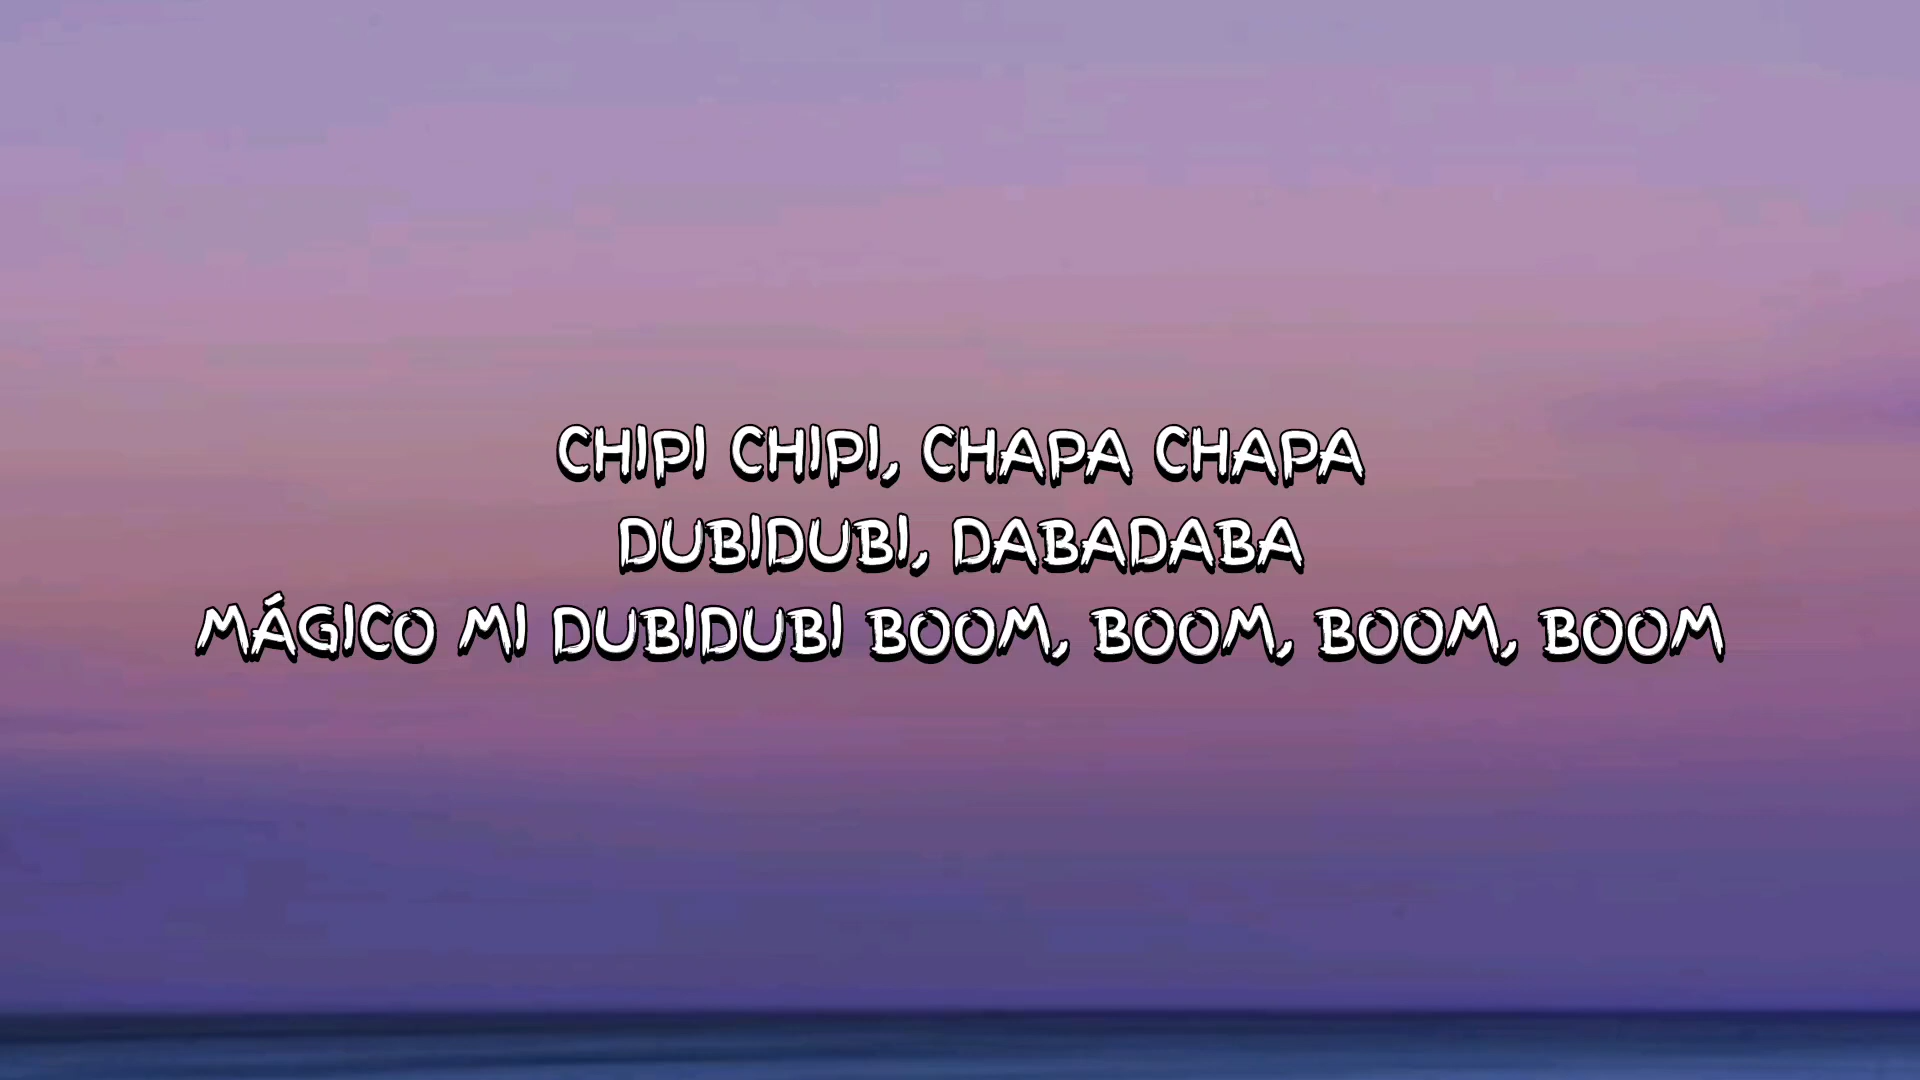 CHIPI CHIPI, CHAPA CHAPA
DUBIDUBI, DABADABA
MÁGICO MI DUBIDUBI BOOM, BOOM, BOOM, BOOM